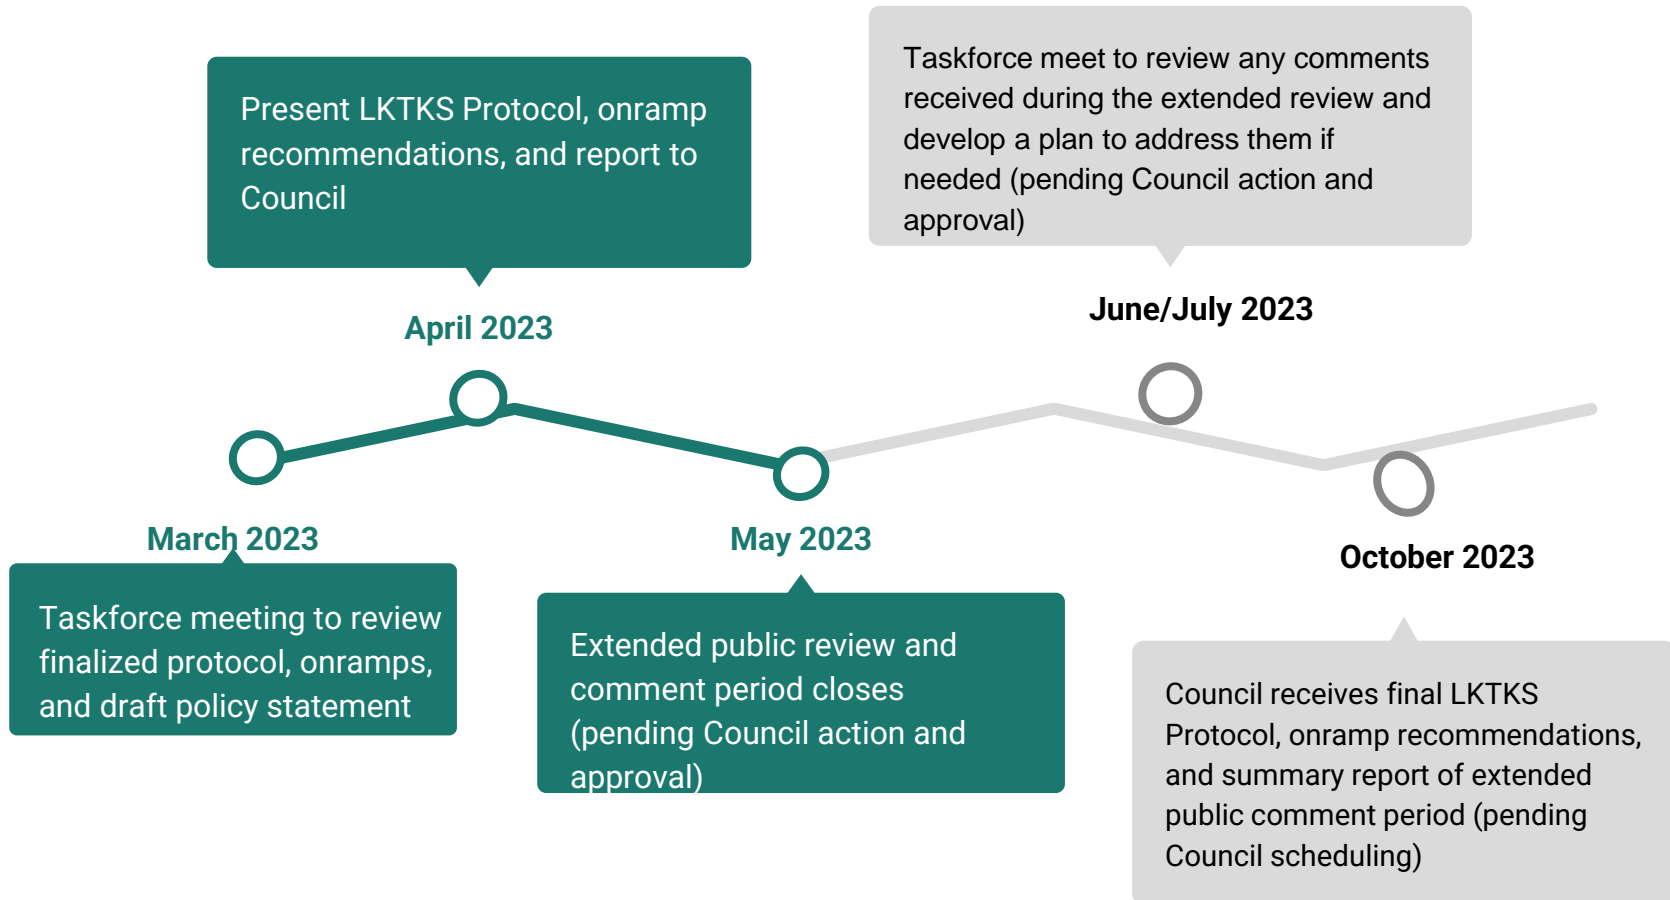 Present LKTKS Protocol, onramp
recommendations, and report to
Council
April 2023
Taskforce meet to review any comments
received during the extended review and
develop a plan to address them if
needed (pending Council action and
approval)
June/July 2023
March 2023
Taskforce meeting to review
finalized protocol, onramps,
and draft policy statement
May 2023
Extended public review and
comment period closes
(pending Council action and
approval)
October 2023
Council receives final LKTKS
Protocol, onramp recommendations,
and summary report of extended
public comment period (pending
Council scheduling)